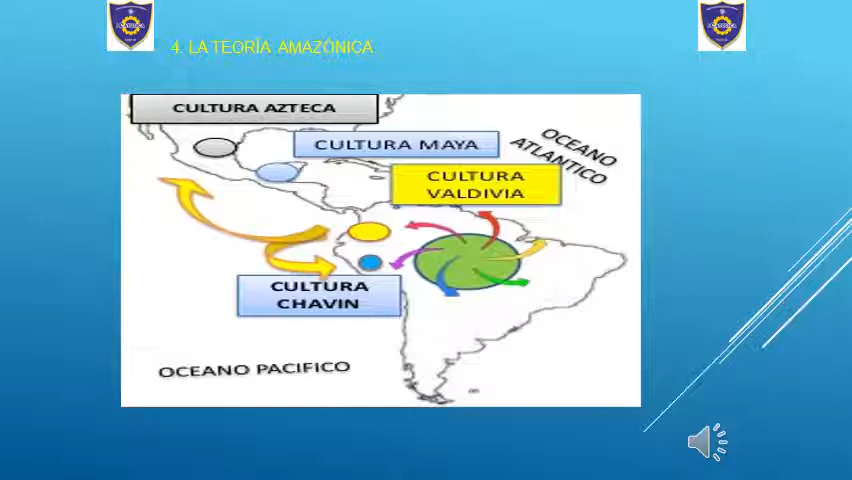 4. LA TEORÍA AMAZÓNICA
CULTURA AZTECA
CULTURA MAYA
OCEANO
ATLANTICO
CULTURA
VALDIVIA
CULTURA
CHAVIN
OCEANO PACIFICO